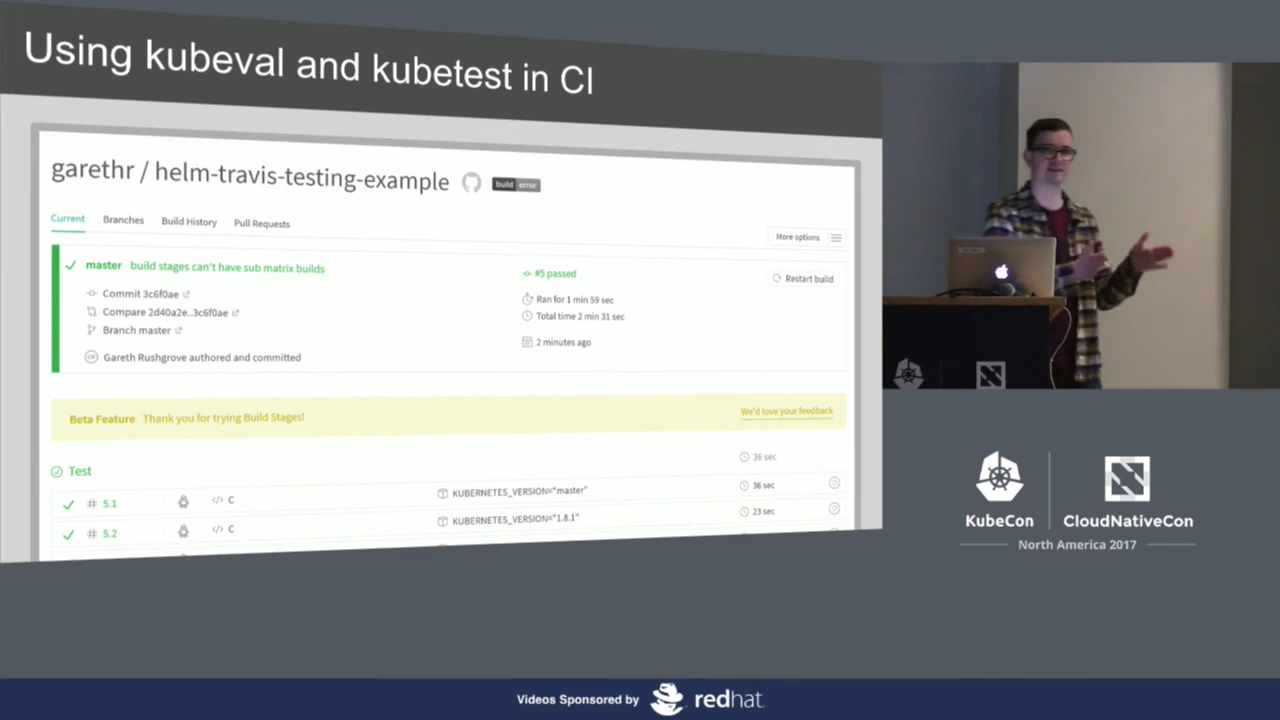 Using kubeval and kubetest in CI
garethr / helm-travis-testing-example
build error
Current Branches Build History Pull Requests
More options
master build stages can't have sub matrix builds
#5 passed
Restart build
Commit 3c6f0ae
Ran for 1 min 59 sec
Compare 2d40a2e..3c6f0ae
Total time 2 min 31 sec
Branch master
2 minutes ago
Gareth Rushgrove authored and committed
Beta Feature Thank you for trying Build Stages!
We'd love your feedback
Test
36 sec
# 5.1 </> C KUBERNETES_VERSION="master" 36 sec
# 5.2 </> C KUBERNETES_VERSION="1.8.1" 23 sec
KubeCon CloudNativeCon
North America 2017
Videos Sponsored by redhat.